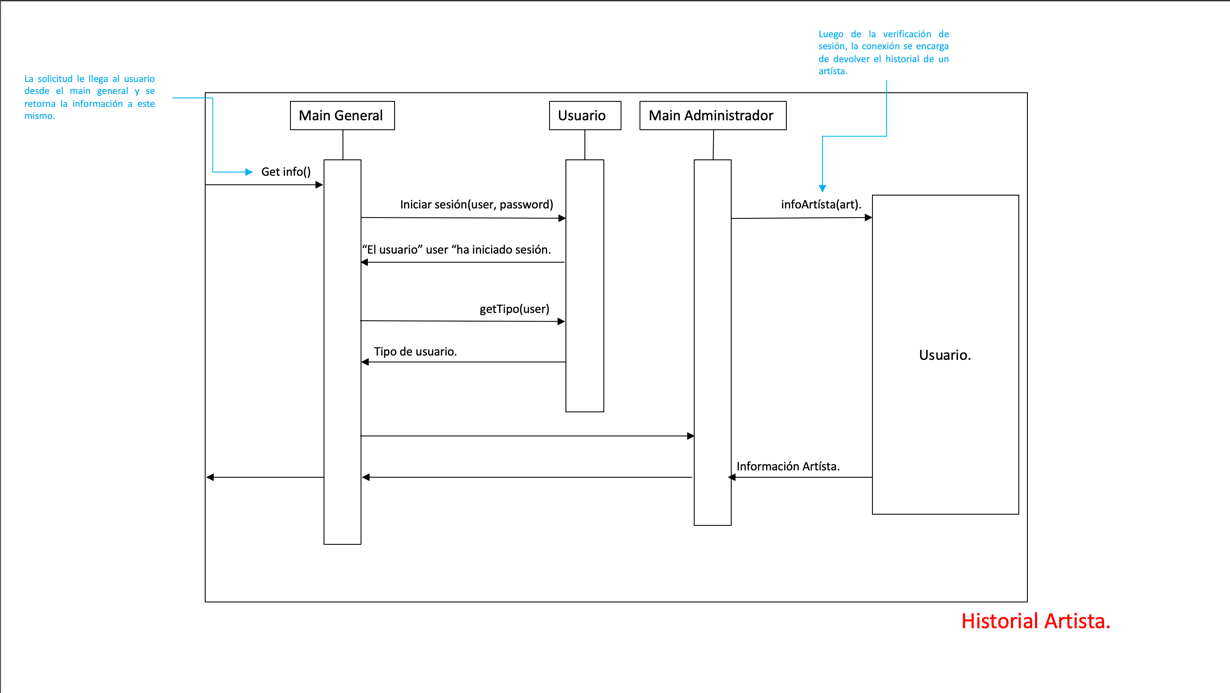 Luego de la verificación de
sesión, la conexión se encarga
de devolver el historial de un
artísta.
La solicitud le llega al usuario
desde el main general y se
retorna la información a este
mismo.
Main General
Usuario
Main Administrador
Get info()
Iniciar sesión(user, password)
infoArtísta(art).
“El usuario” user “ha iniciado sesión.
getTipo(user)
Tipo de usuario.
Usuario.
Información Artísta.
Historial Artista.